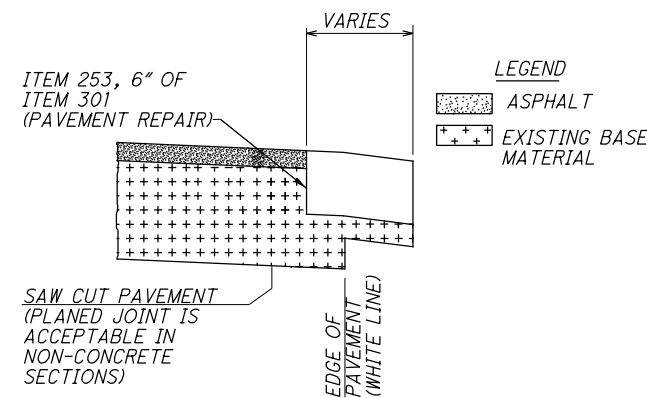 VARIES
ITEM 253, 6" OF
ITEM 301
(PAVEMENT REPAIR)
LEGEND
ASPHALT
EXISTING BASE
MATERIAL
SAW CUT PAVEMENT
(PLANED JOINT IS
ACCEPTABLE IN
NON-CONCRETE
SECTIONS)
EDGE OF
PAVEMENT
(WHITE LINE)